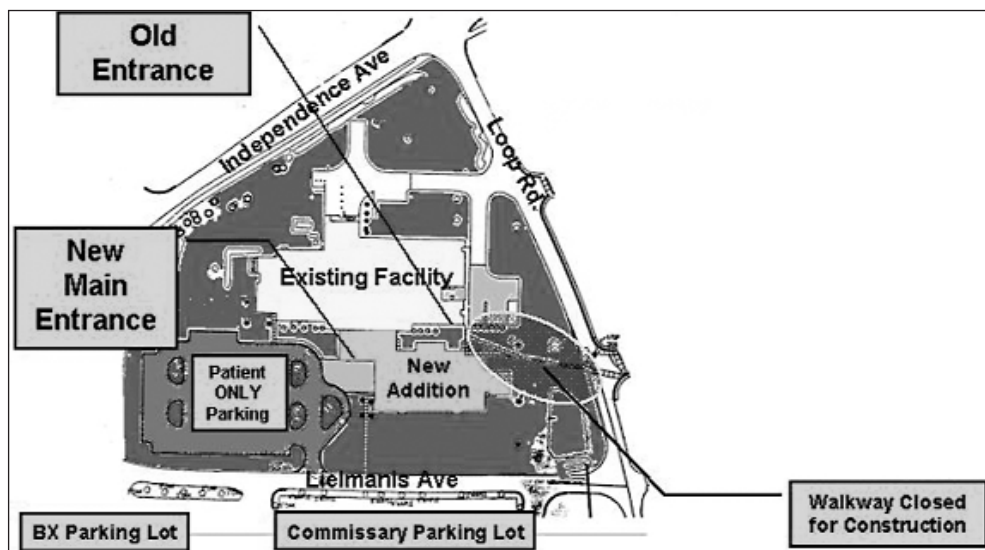 Old
Entrance
Independence Ave
Loop Rd.
New
Main
Entrance
Existing Facility
New
Addition
Patient
ONLY
Parking
Lielmanis Ave
Walkway Closed
for Construction
BX Parking Lot
Commissary Parking Lot